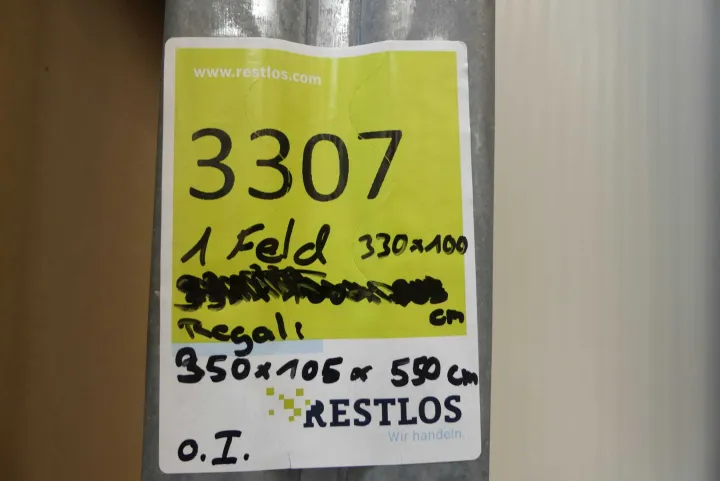 www.restlos.com
3307
1 Feld 330x100
cm
Regal:
350x105x 550 cm
RESTLOS
Wir handeln.
o.I.